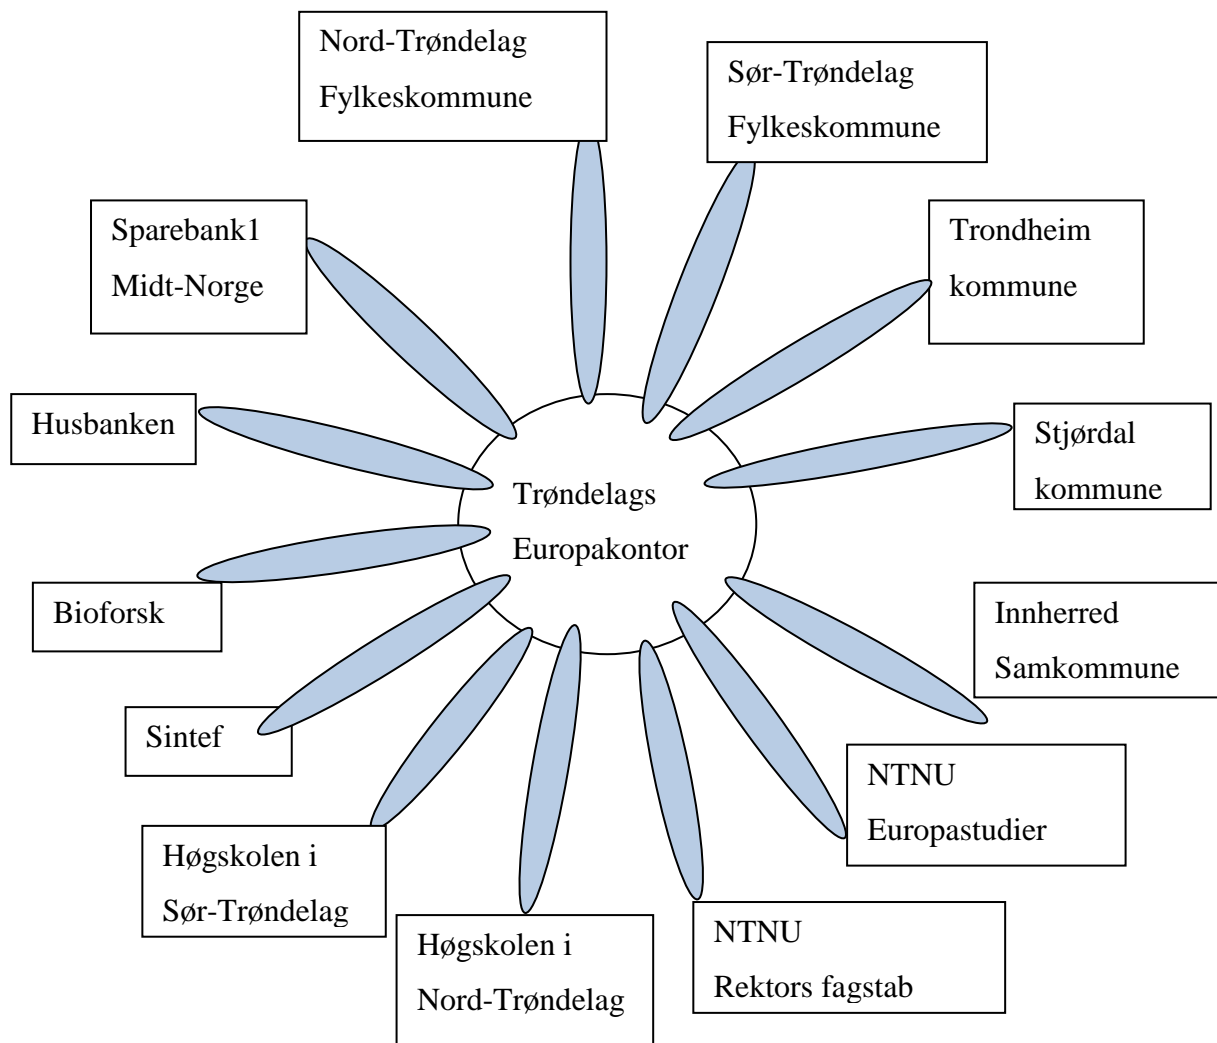 Nord-Trøndelag
Fylkeskommune
Sør-Trøndelag
Fylkeskommune
Sparebank1
Midt-Norge
Trondheim
kommune
Husbanken
Stjørdal
kommune
Trøndelags
Europakontor
Bioforsk
Innherred
Samkommune
Sintef
NTNU
Europastudier
Høgskolen i
Sør-Trøndelag
Høgskolen i
Nord-Trøndelag
NTNU
Rektors fagstab